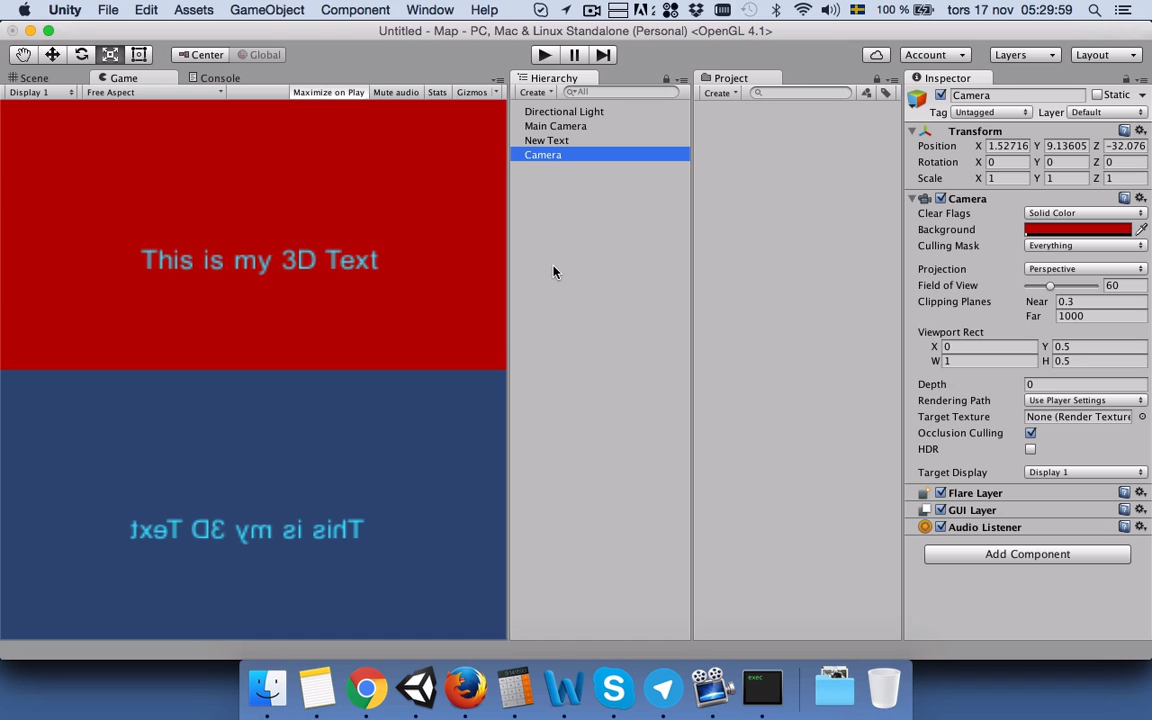 Unity File Edit Assets GameObject Component Window Help 100 % tors 17 nov 05:29:59
Untitled - Map - PC, Mac & Linux Standalone (Personal) <OpenGL 4.1>
Center Global Account Layers Layout
Scene Game Console Hierarchy Project Inspector
Display 1 Free Aspect Maximize on Play Mute audio Stats Gizmos Create All Create Camera Static
Tag Untagged Layer Default
Directional Light
Main Camera
New Text
Camera
Transform
Position X 1.52716 Y 9.13605 Z -32.076
Rotation X 0 Y 0 Z 0
Scale X 1 Y 1 Z 1
Camera
Clear Flags Solid Color
Background
Culling Mask Everything
Projection Perspective
Field of View 60
Clipping Planes Near 0.3
Far 1000
Viewport Rect
X 0 Y 0.5
W 1 H 0.5
Depth 0
Rendering Path Use Player Settings
Target Texture None (Render Texture
Occlusion Culling
HDR
Target Display Display 1
Flare Layer
GUI Layer
Audio Listener
Add Component
This is my 3D Text
This is my 3D Text
exec